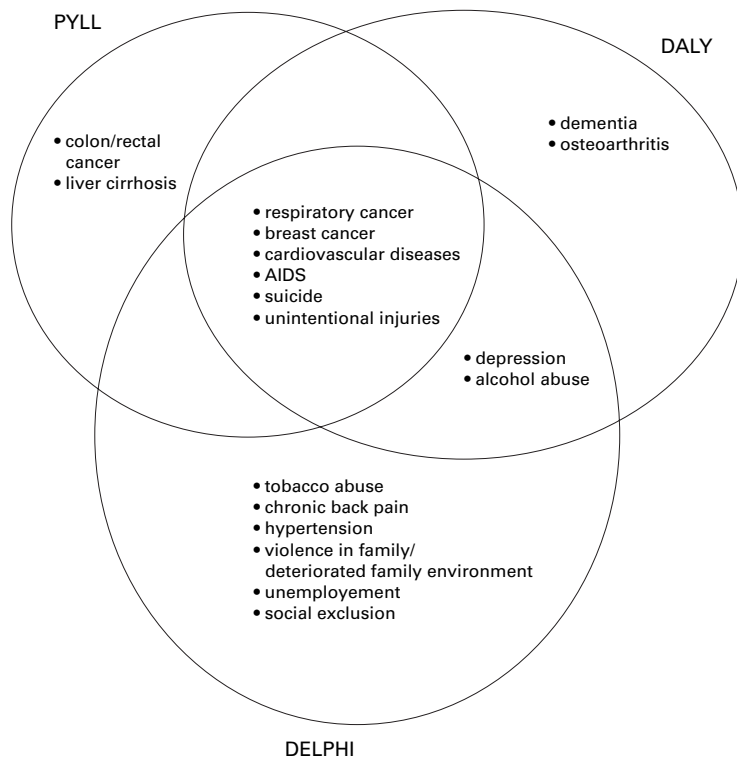 PYLL
DALY
• colon/rectal
cancer
• liver cirrhosis
• dementia
• osteoarthritis
• respiratory cancer
• breast cancer
• cardiovascular diseases
• AIDS
• suicide
• unintentional injuries
• depression
• alcohol abuse
• tobacco abuse
• chronic back pain
• hypertension
• violence in family/
deteriorated family environment
• unemployement
• social exclusion
DELPHI